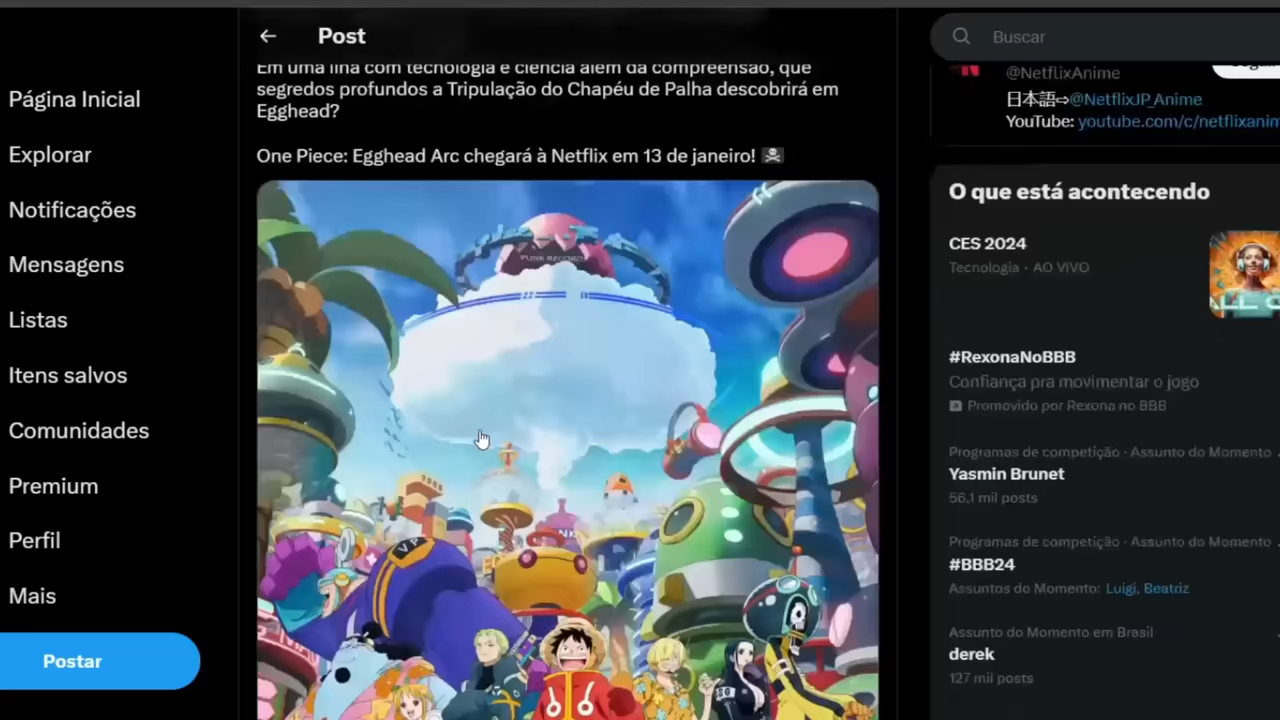 Post
Em uma ilha com tecnologia e ciência além da compreensão, que
segredos profundos a Tripulação do Chapéu de Palha descobrirá em
Egghead?
One Piece: Egghead Arc chegará à Netflix em 13 de janeiro!
Página Inicial
Explorar
Notificações
Mensagens
Listas
Itens salvos
Comunidades
Premium
Perfil
Mais
Postar
VP
Buscar
@NetflixAnime
日本語⇨@NetflixJP_Anime
YouTube: youtube.com/c/netflixanim
O que está acontecendo
CES 2024
Tecnologia · AO VIVO
#RexonaNoBBB
Confiança pra movimentar o jogo
Promovido por Rexona no BBB
Programas de competição · Assunto do Momento
Yasmin Brunet
56,1 mil posts
Programas de competição · Assunto do Momento
#BBB24
Assuntos do Momento: Luigi, Beatriz
Assunto do Momento em Brasil
derek
127 mil posts